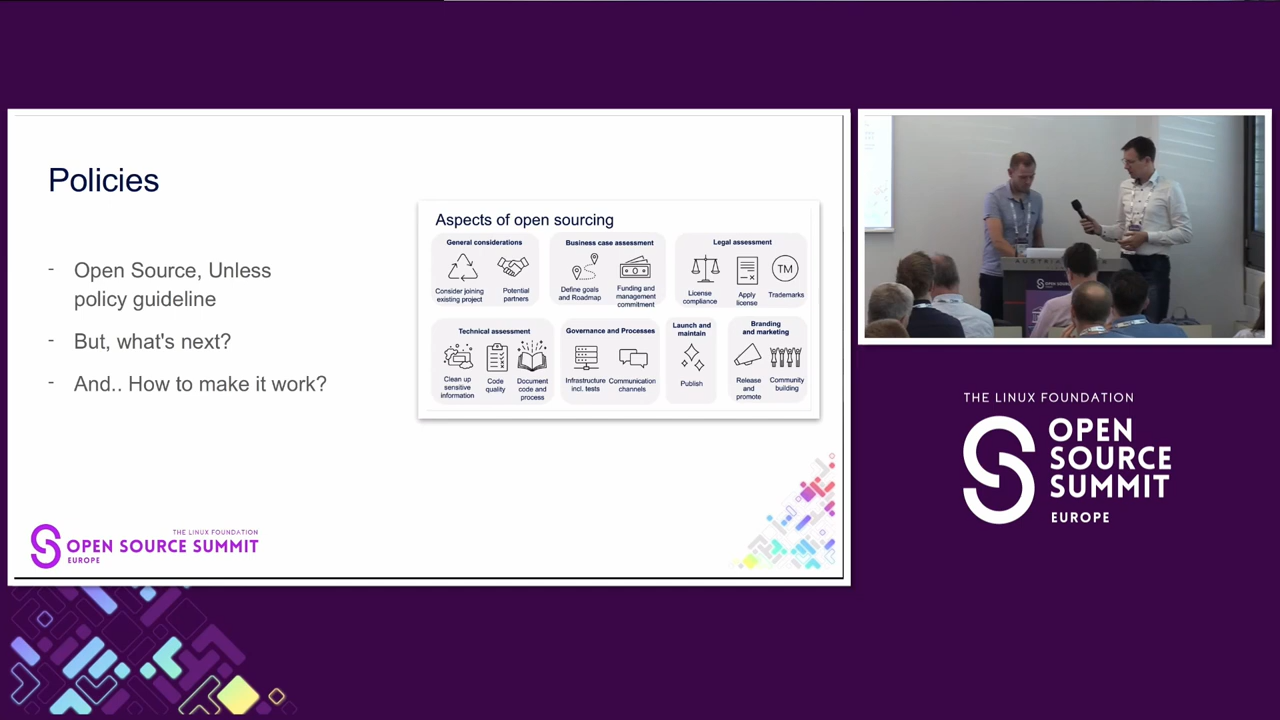 Policies
- Open Source, Unless
policy guideline
- But, what's next?
- And.. How to make it work?
Aspects of open sourcing
General considerations
Consider joining
existing project
Potential
partners
Business case assessment
Define goals
and Roadmap
Funding and
management
commitment
Legal assessment
License
compliance
Apply
license
TM
Trademarks
Technical assessment
Clean up
sensitive
information
Code
quality
Document
code and
process
Governance and Processes
Infrastructure
incl. tests
Communication
channels
Launch and
maintain
Publish
Branding
and marketing
Release
and
promote
Community
building
THE LINUX FOUNDATION
OPEN SOURCE SUMMIT
EUROPE
THE LINUX FOUNDATION
OPEN
SOURCE
SUMMIT
EUROPE